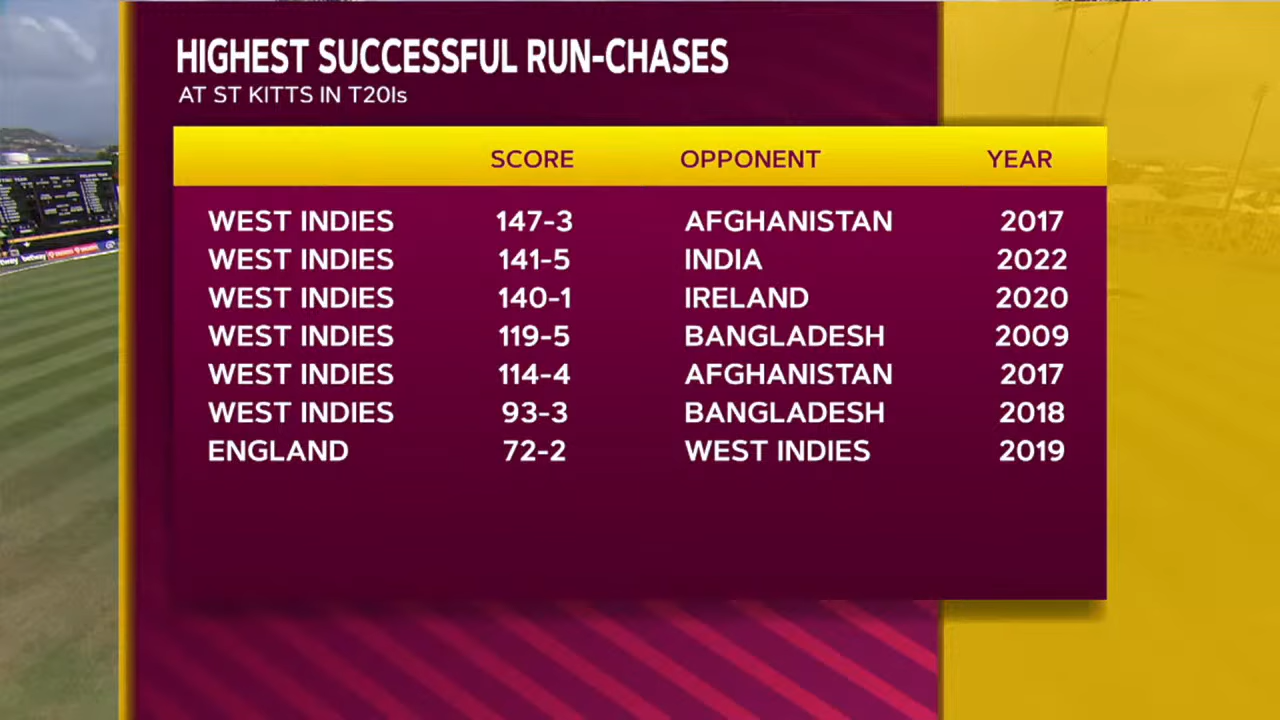 HIGHEST SUCCESSFUL RUN-CHASES
AT ST KITTS IN T20Is
SCORE OPPONENT YEAR
WEST INDIES 147-3 AFGHANISTAN 2017
WEST INDIES 141-5 INDIA 2022
WEST INDIES 140-1 IRELAND 2020
WEST INDIES 119-5 BANGLADESH 2009
WEST INDIES 114-4 AFGHANISTAN 2017
WEST INDIES 93-3 BANGLADESH 2018
ENGLAND 72-2 WEST INDIES 2019
betway